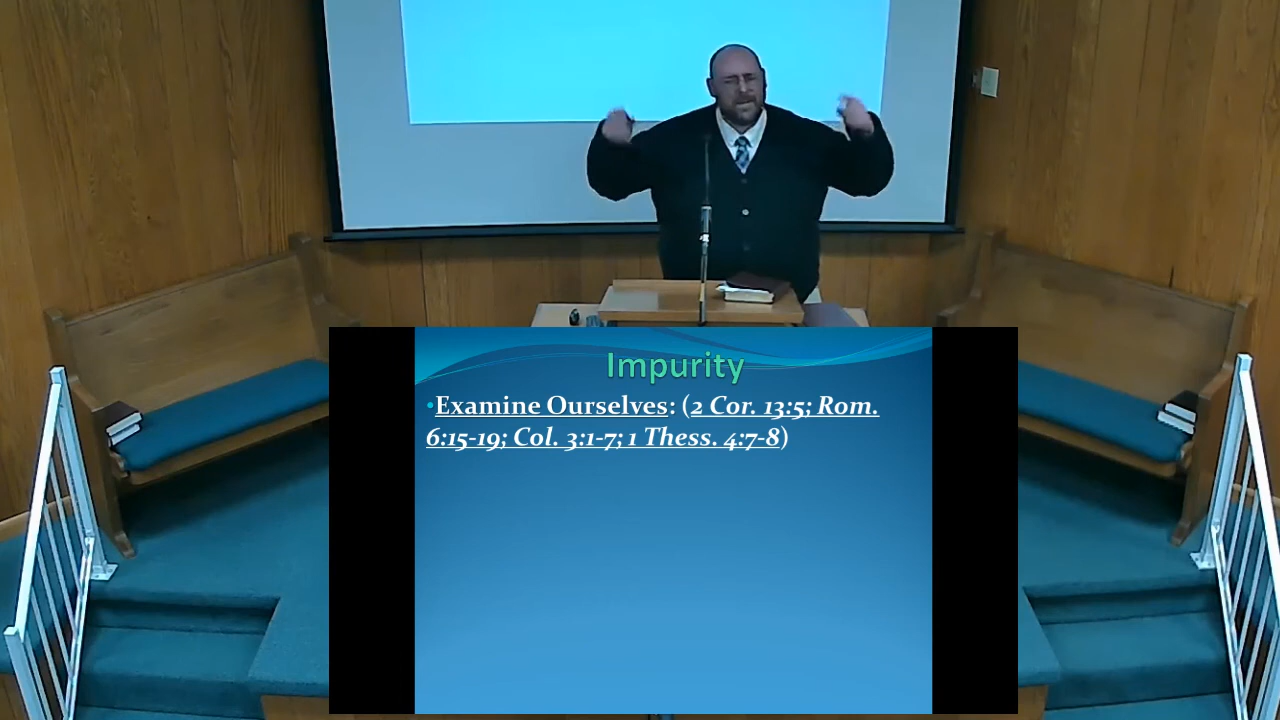 Impurity
•Examine Ourselves: (2 Cor. 13:5; Rom.
6:15-19; Col. 3:1-7; 1 Thess. 4:7-8)